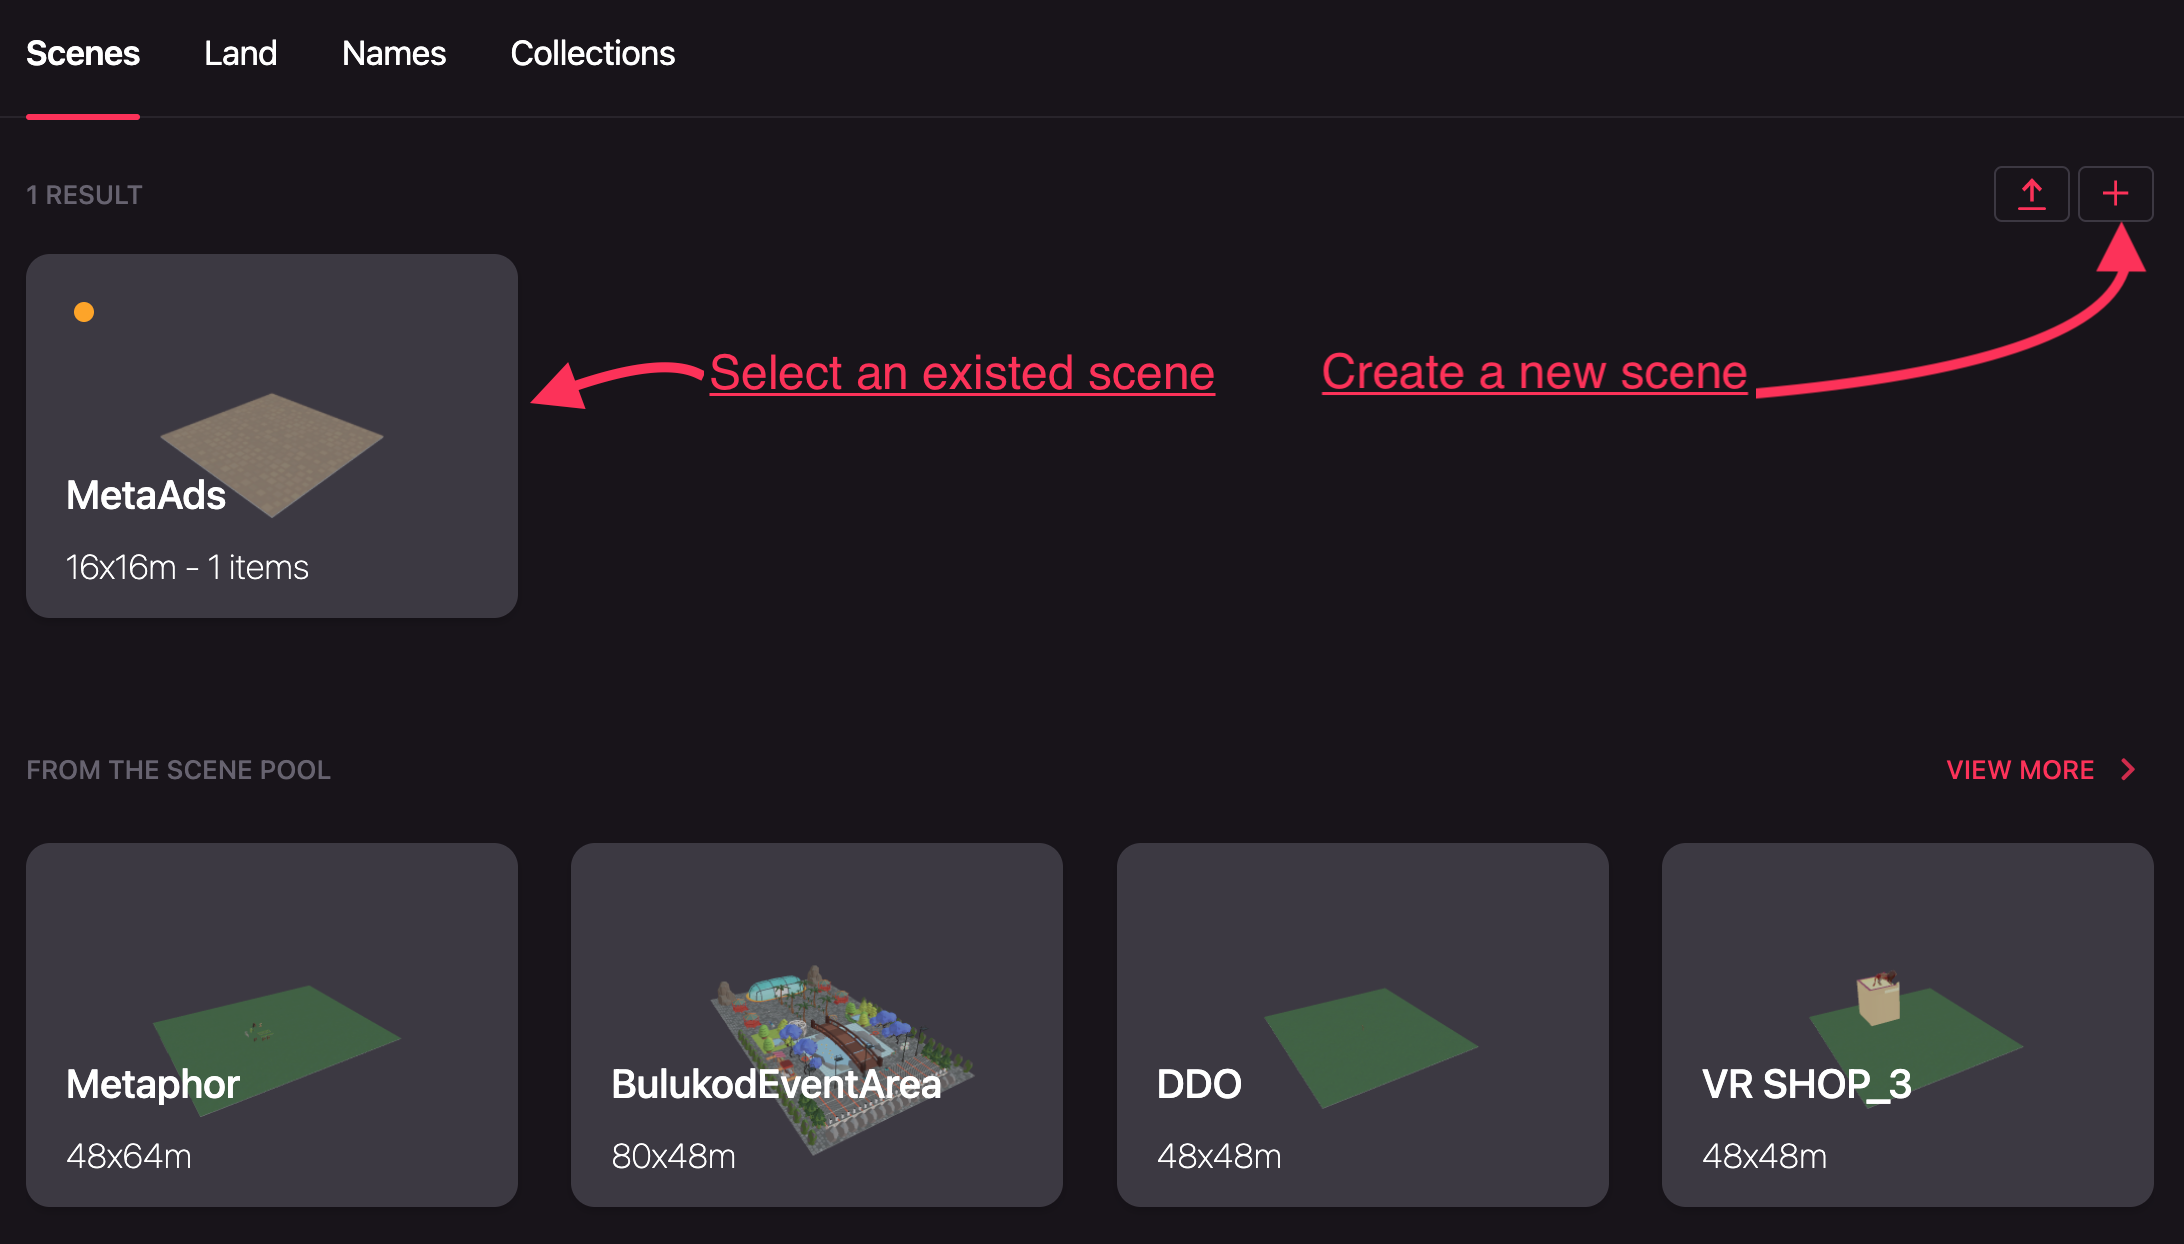 Scenes Land Names Collections
1 RESULT
Select an existed scene
Create a new scene
MetaAds
16x16m - 1 items
FROM THE SCENE POOL
VIEW MORE
Metaphor
48x64m
BulukodEventArea
80x48m
DDO
48x48m
VR SHOP_3
48x48m